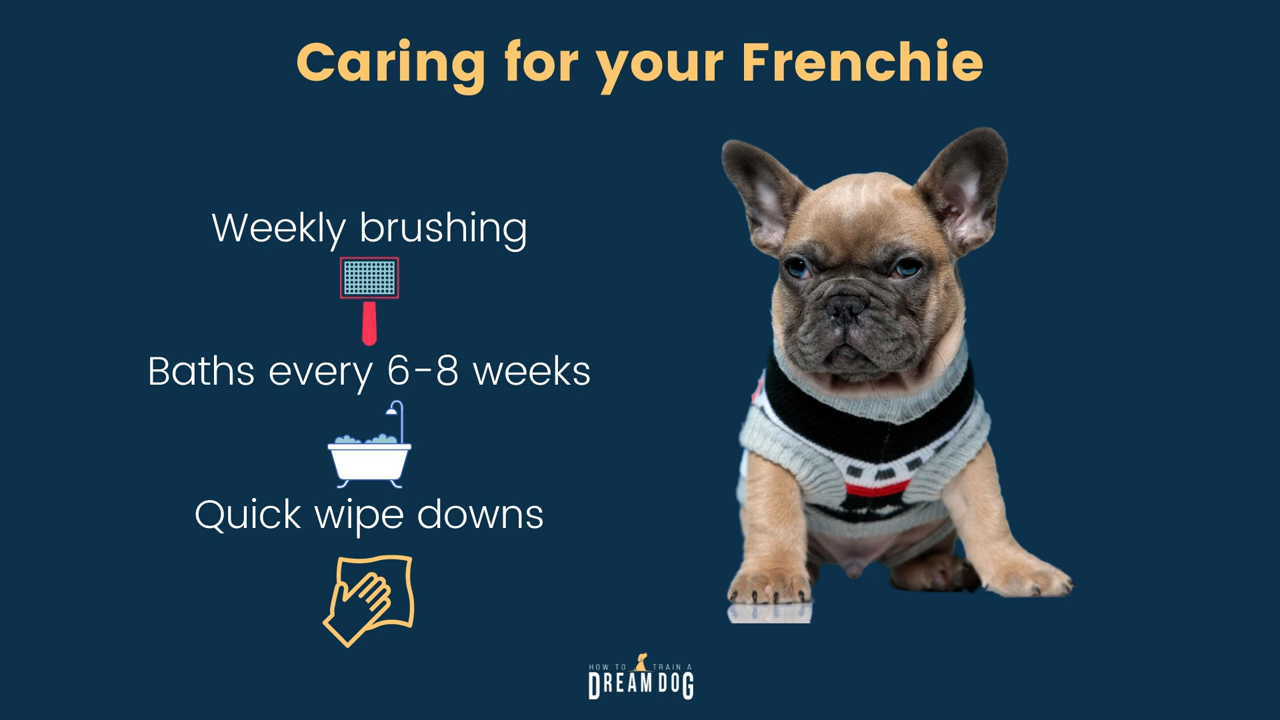 Caring for your Frenchie
Weekly brushing
Baths every 6-8 weeks
Quick wipe downs
HOW TO TRAIN A
DREAM DOG